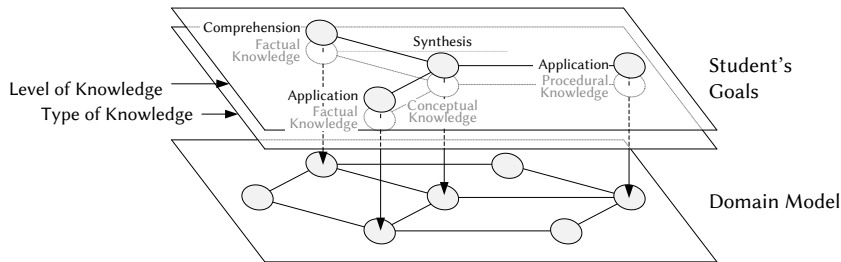 Comprehension
Factual
Knowledge
Synthesis
Application
Procedural
Knowledge
Student's
Goals
Level of Knowledge
Type of Knowledge
Application
Factual
Knowledge
Conceptual
Knowledge
Domain Model